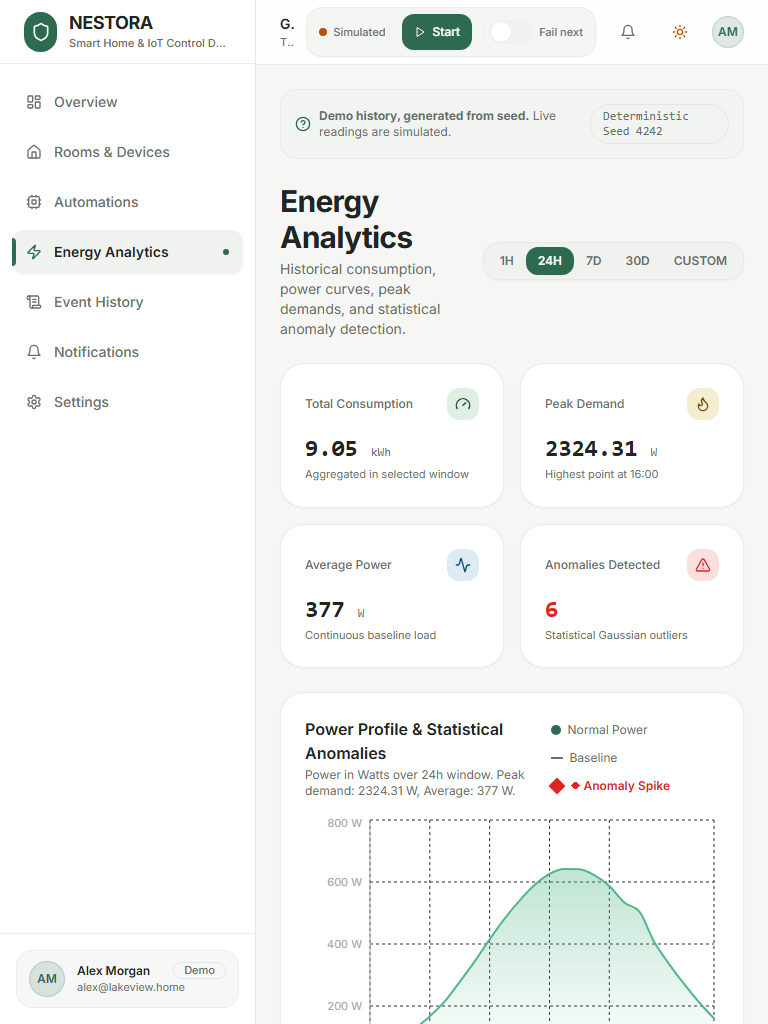 NESTORA
Smart Home & IoT Control D...
G.
T..
Simulated
Start
Fail next
AM
Overview
Rooms & Devices
Automations
Energy Analytics
Event History
Notifications
Settings
Alex Morgan
Demo
alex@lakeview.home
AM
Demo history, generated from seed. Live
readings are simulated.
Deterministic
Seed 4242
Energy
Analytics
Historical consumption,
power curves, peak
demands, and statistical
anomaly detection.
1H
24H
7D
30D
CUSTOM
Total Consumption
9.05 kWh
Aggregated in selected window
Peak Demand
2324.31 W
Highest point at 16:00
Average Power
377 W
Continuous baseline load
Anomalies Detected
6
Statistical Gaussian outliers
Power Profile & Statistical
Anomalies
Power in Watts over 24h window. Peak
demand: 2324.31 W, Average: 377 W.
Normal Power
Baseline
Anomaly Spike
800 W
600 W
400 W
200 W